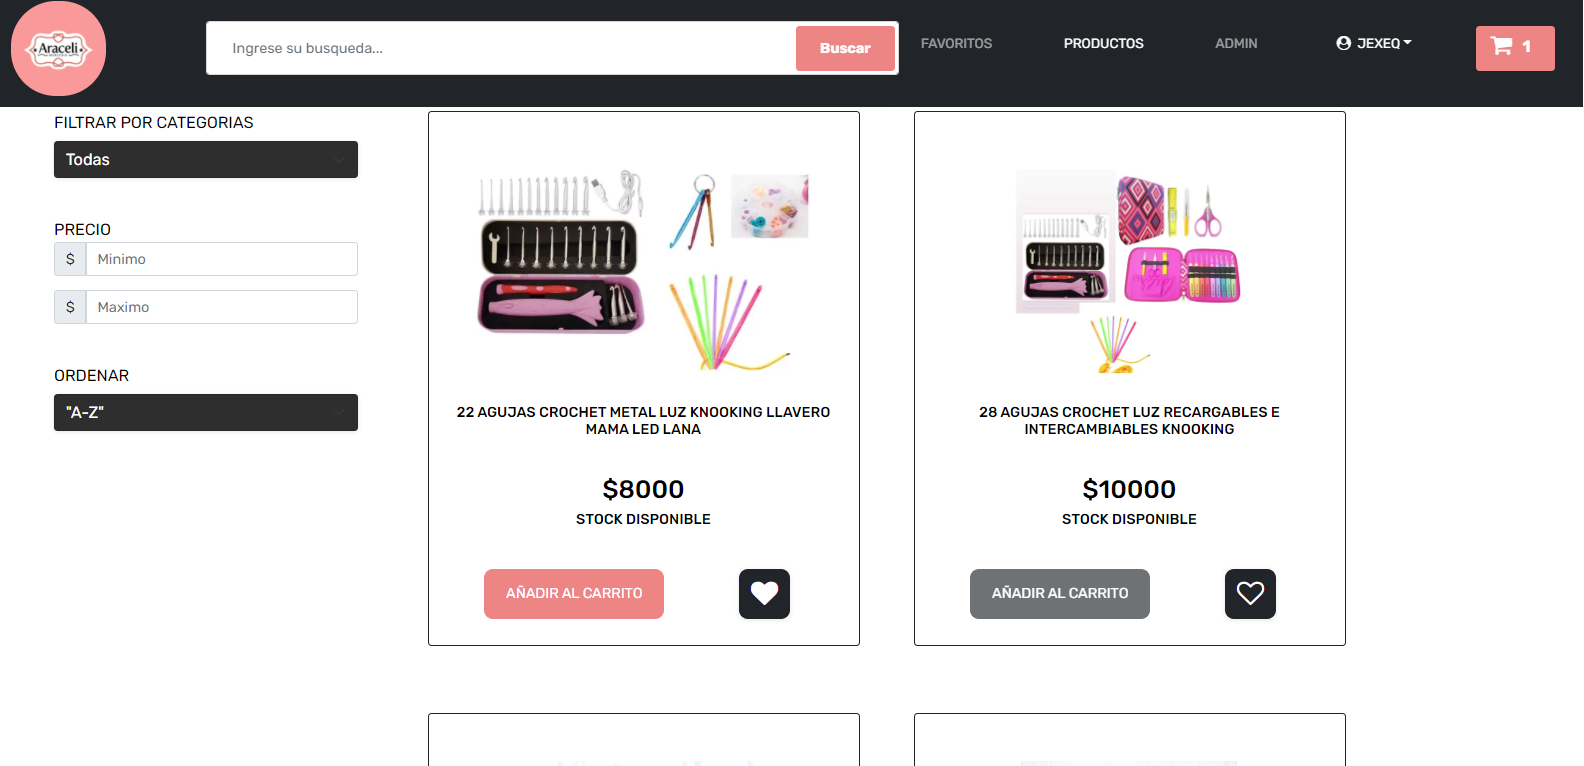 Araceli
Ingrese su busqueda...
Buscar
FAVORITOS
PRODUCTOS
ADMIN
JEXEQ
1
FILTRAR POR CATEGORIAS
Todas
PRECIO
$ Minimo
$ Maximo
ORDENAR
"A-Z"
22 AGUJAS CROCHET METAL LUZ KNOOKING LLAVERO
MAMA LED LANA
$8000
STOCK DISPONIBLE
AÑADIR AL CARRITO
28 AGUJAS CROCHET LUZ RECARGABLES E
INTERCAMBIABLES KNOOKING
$10000
STOCK DISPONIBLE
AÑADIR AL CARRITO